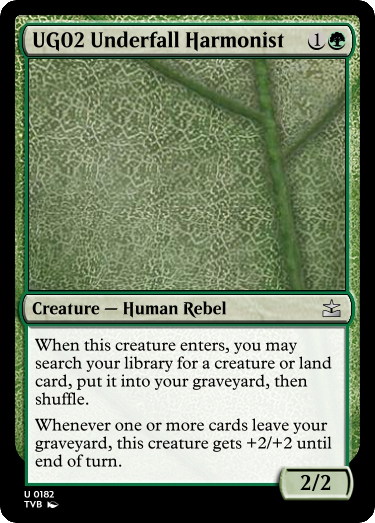 UG02 Underfall Harmonist 1
Creature — Human Rebel
When this creature enters, you may
search your library for a creature or land
card, put it into your graveyard, then
shuffle.
Whenever one or more cards leave your
graveyard, this creature gets +2/+2 until
end of turn.
2/2
U 0182
TVB